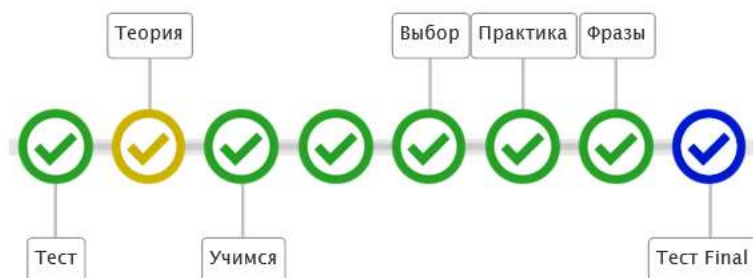 Теория
Выбор
Практика
Фразы
Тест
Учимся
Тест Final